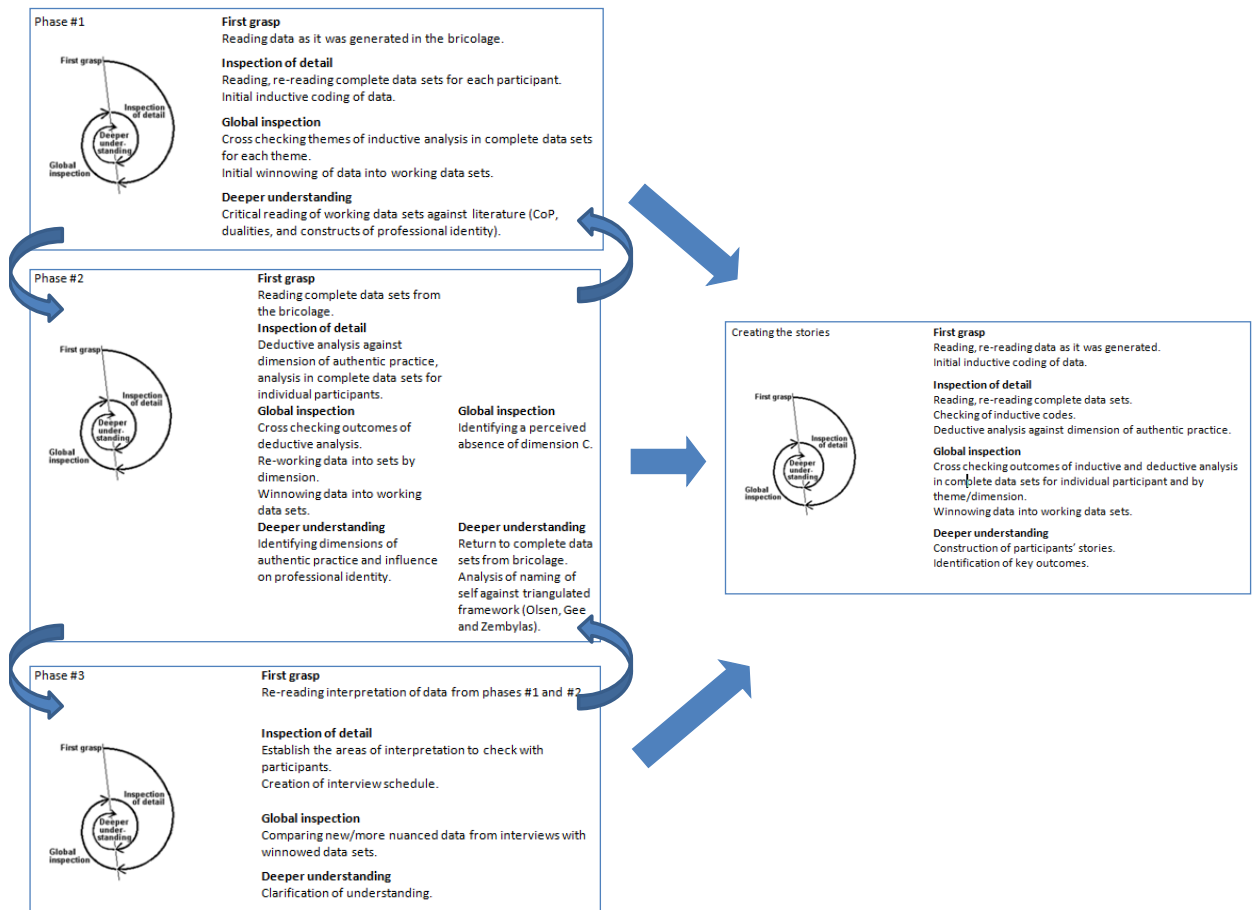 Phase #1
First grasp
Inspection
of detail
Deeper
under-
standing
Global
inspection
First grasp
Reading data as it was generated in the bricolage.
Inspection of detail
Reading, re-reading complete data sets for each participant.
Initial inductive coding of data.
Global inspection
Cross checking themes of inductive analysis in complete data sets
for each theme.
Initial winnowing of data into working data sets.
Deeper understanding
Critical reading of working data sets against literature (CoP,
dualities, and constructs of professional identity).
Phase #2
First grasp
Inspection
of detail
Deeper
under-
standing
Global
inspection
First grasp
Reading complete data sets from
the bricolage.
Inspection of detail
Deductive analysis against
dimension of authentic practice,
analysis in complete data sets for
individual participants.
Global inspection
Cross checking outcomes of
deductive analysis.
Re-working data into sets by
dimension.
Winnowing data into working
data sets.
Deeper understanding
Identifying dimensions of
authentic practice and influence
on professional identity.
Global inspection
Identifying a perceived
absence of dimension C.
Deeper understanding
Return to complete data
sets from bricolage.
Analysis of naming of
self against triangulated
framework (Olsen, Gee
and Zembylas).
Phase #3
First grasp
Inspection
of detail
Deeper
under-
standing
Global
inspection
First grasp
Re-reading interpretation of data from phases #1 and #2
Inspection of detail
Establish the areas of interpretation to check with
participants.
Creation of interview schedule.
Global inspection
Comparing new/more nuanced data from interviews with
winnowed data sets.
Deeper understanding
Clarification of understanding.
Creating the stories
First grasp
Inspection
of detail
Deeper
under-
standing
Global
inspection
First grasp
Reading, re-reading data as it was generated.
Initial inductive coding of data.
Inspection of detail
Reading, re-reading complete data sets.
Checking of inductive codes.
Deductive analysis against dimension of authentic practice.
Global inspection
Cross checking outcomes of inductive and deductive analysis
in complete data sets for individual participant and by
theme/dimension.
Winnowing data into working data sets.
Deeper understanding
Construction of participants' stories.
Identification of key outcomes.